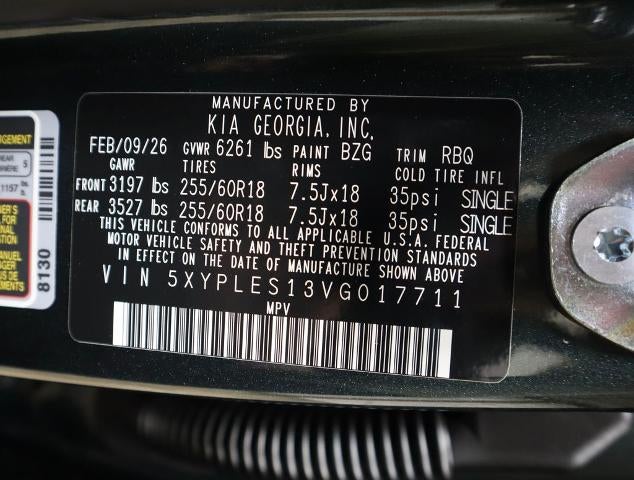 MANUFACTURED BY
KIA GEORGIA, INC.
FEB/09/26 GVWR 6261 lbs PAINT BZG TRIM RBQ
GAWR TIRES RIMS COLD TIRE INFL
FRONT 3197 lbs 255/60R18 7.5Jx18 35psi SINGLE
REAR 3527 lbs 255/60R18 7.5Jx18 35psi SINGLE
THIS VEHICLE CONFORMS TO ALL APPLICABLE U.S.A. FEDERAL
MOTOR VEHICLE SAFETY AND THEFT PREVENTION STANDARDS
IN EFFECT ON THE DATE OF MANUFACTURE SHOWN ABOVE
VIN 5XYPLES13VG017711
MPV
8130